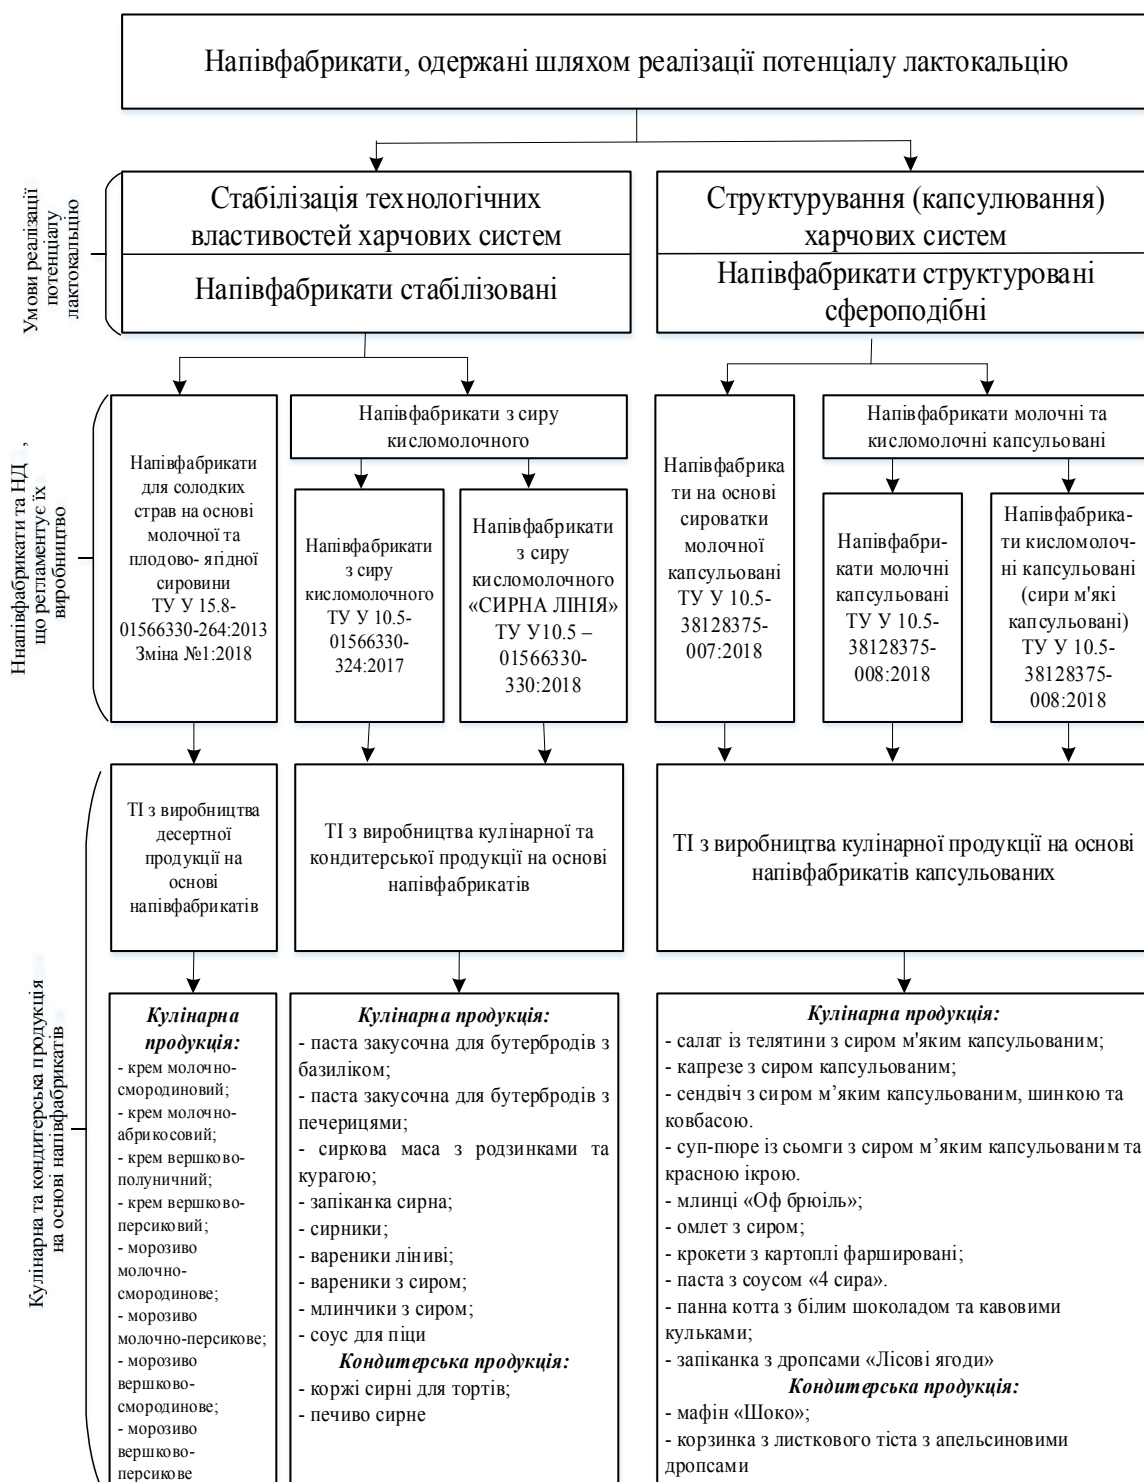 Напівфабрикати, одержані шляхом реалізації потенціалу лактокальцію
Умови реалізації
потенціалу
лактокальцію
Стабілізація технологічних
властивостей харчових систем
Напівфабрикати стабілізовані
Структурування (капсулювання)
харчових систем
Напівфабрикати структуровані
сфероподібні
Ннапівфабрикати та НД ,
що регламентує їх
виробництво
Напівфабрикати
для солодких
страв на основі
молочної та
плодово- ягідної
сировини
ТУ У 15.8-
01566330-264:2013
Зміна №1:2018
Напівфабрикати з сиру
кисломолочного
Напівфабрикати
з сиру
кисломолочного
ТУ У 10.5-
01566330-
324:2017
Напівфабрикати
з сиру
кисломолочного
«СИРНА ЛІНІЯ»
ТУ У10.5 –
01566330-
330:2018
Напівфабрика
ти на основі
сироватки
молочної
капсульовані
ТУ У 10.5-
38128375-
007:2018
Напівфабрикати молочні та
кисломолочні капсульовані
Напівфабри-
кати молочні
капсульовані
ТУ У 10.5-
38128375-
008:2018
Напівфабрика-
ти кисломолоч-
ні капсульовані
(сири м'які
капсульовані)
ТУ У 10.5-
38128375-
008:2018
Кулінарна та кондитерська продукція
на основі напівфабрикатів
ТІ з виробництва
десертної
продукції на
основі
напівфабрикатів
ТІ з виробництва кулінарної та
кондитерської продукції на основі
напівфабрикатів
ТІ з виробництва кулінарної продукції на основі
напівфабрикатів капсульованих
Кулінарна
продукція:
- крем молочно-
смородиновий;
- крем молочно-
абрикосовий;
- крем вершково-
полуничний;
- крем вершково-
персиковий;
- морозиво
молочно-
смородинове;
- морозиво
молочно-персикове;
- морозиво
вершково-
смородинове;
- морозиво
вершково-
персикове
Кулінарна продукція:
- паста закусочна для бутербродів з
базиліком;
- паста закусочна для бутербродів з
печерицями;
- сиркова маса з родзинками та
курагою;
- запіканка сирна;
- сирники;
- вареники ліниві;
- вареники з сиром;
- млинчики з сиром;
- соус для піци
Кондитерська продукція:
- коржі сирні для тортів;
- печиво сирне
Кулінарна продукція:
- салат із телятини з сиром м'яким капсульованим;
- капрезе з сиром капсульованим;
- сендвіч з сиром м’яким капсульованим, шинкою та
ковбасою.
- суп-пюре із сьомги з сиром м’яким капсульованим та
красною ікрою.
- млинці «Оф брюіль»;
- омлет з сиром;
- крокети з картоплі фаршировані;
- паста з соусом «4 сира».
- панна котта з білим шоколадом та кавовими
кульками;
- запіканка з дропсами «Лісові ягоди»
Кондитерська продукція:
- мафін «Шоко»;
- корзинка з листкового тіста з апельсиновими
дропсами